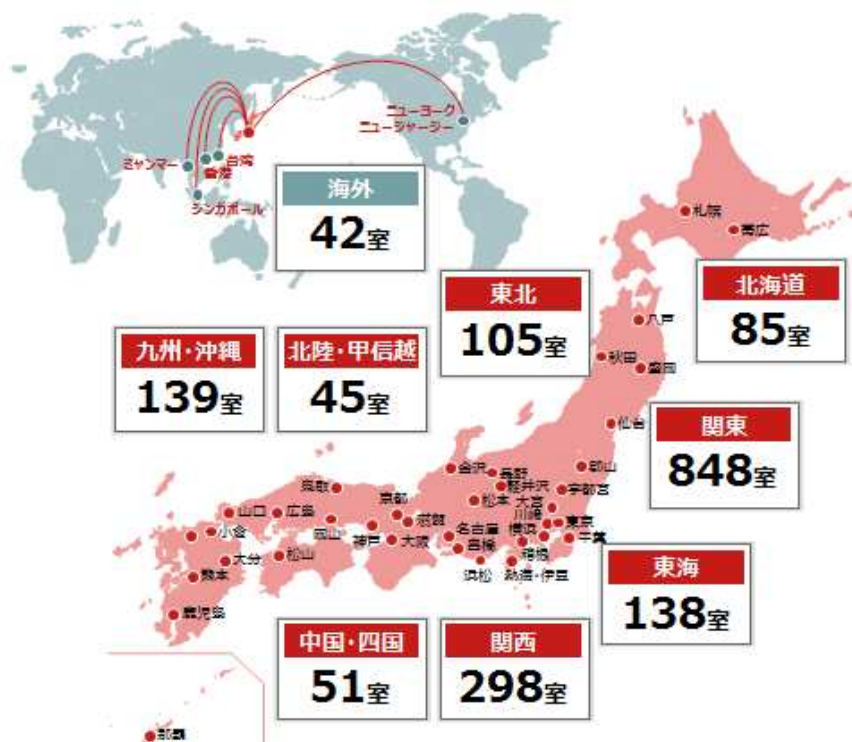 ニューヨーク
ニュージャージー
ミャンマー
台湾
香港
シンガポール
海外
42室
札幌
帯広
北海道
85室
東北
105室
八戸
秋田
盛岡
仙台
九州・沖縄
139室
北陸・甲信越
45室
関東
848室
郡山
宇都宮
金沢
長野
軽井沢
松本
大宮
川崎
東京
横浜
千葉
箱根
熱海・伊豆
名古屋
豊橋
浜松
鳥取
京都
滋賀
山口
広島
岡山
神戸
大阪
小倉
大分
松山
熊本
鹿児島
東海
138室
中国・四国
51室
関西
298室
那覇